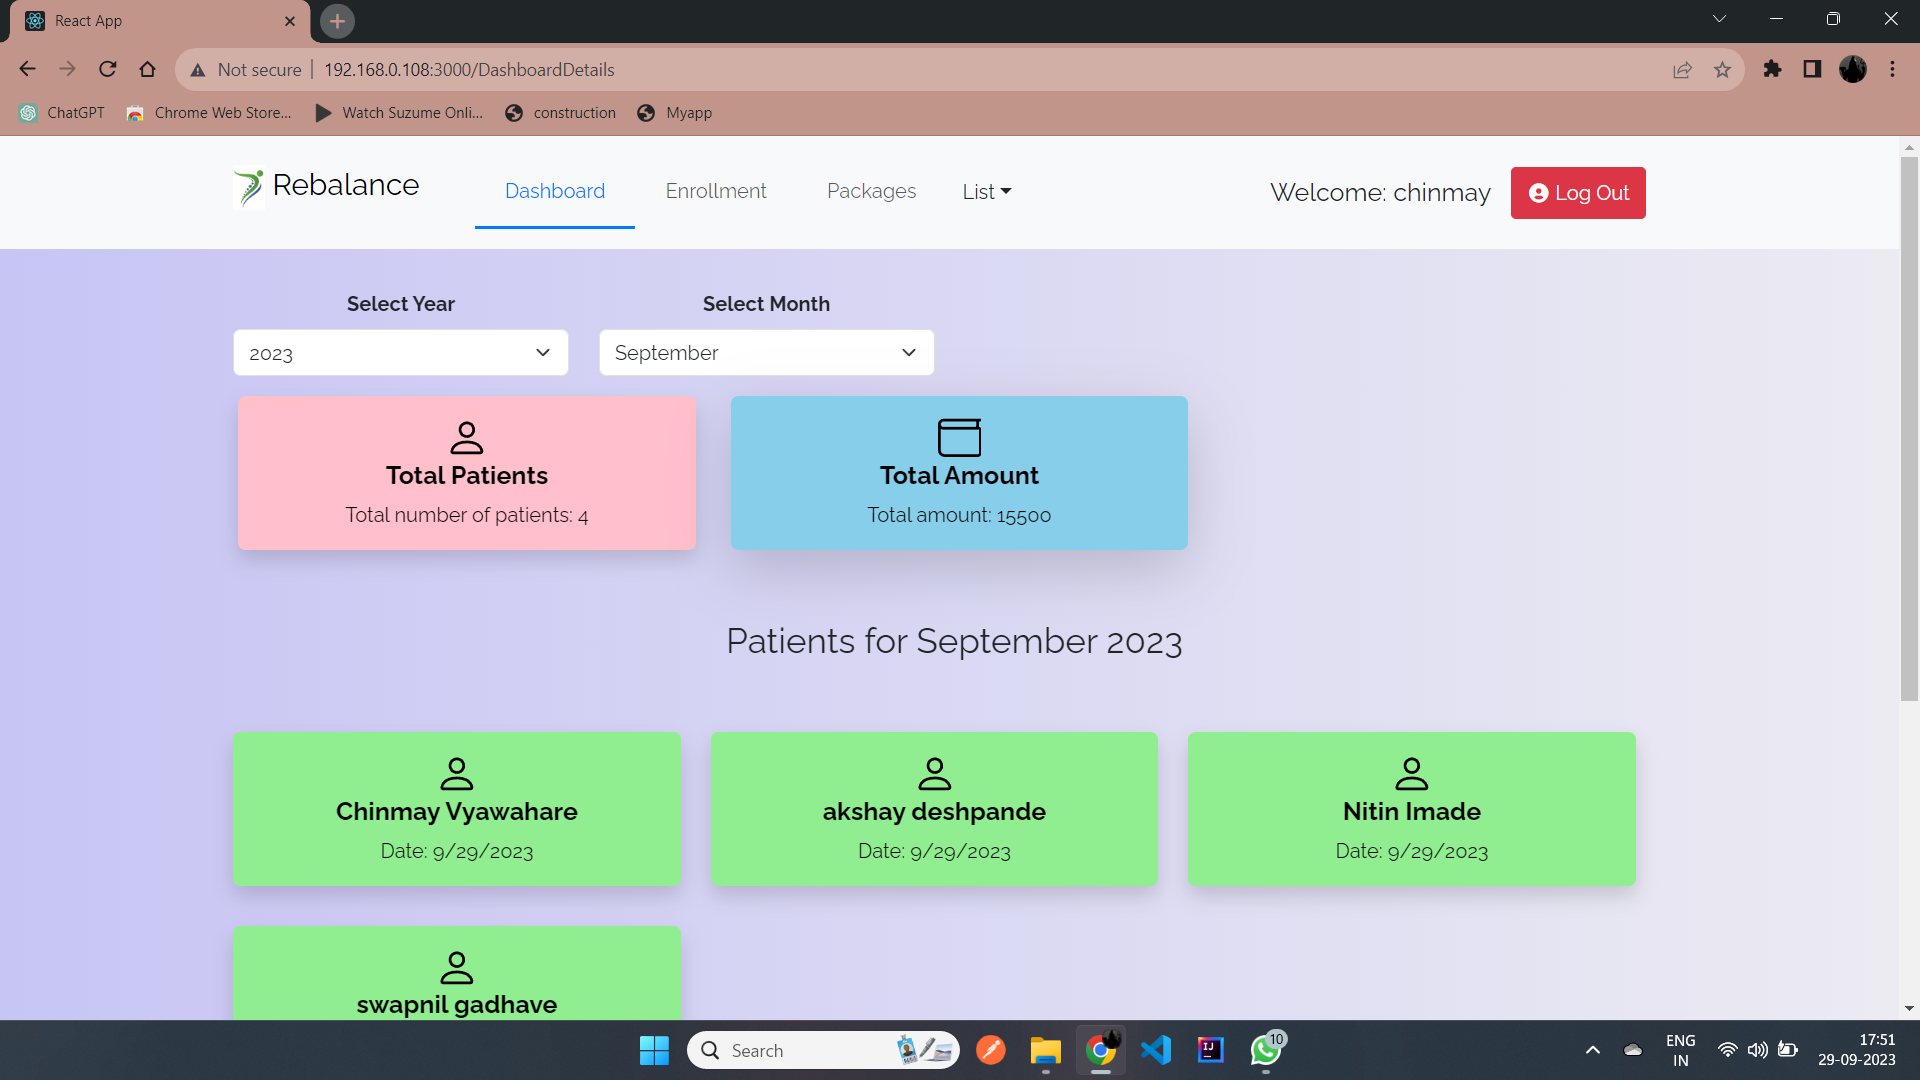 React App
Not secure
192.168.0.108:3000/DashboardDetails
ChatGPT
Chrome Web Store...
Watch Suzume Onli...
construction
Myapp
Rebalance
Dashboard
Enrollment
Packages
List
Welcome: chinmay
Log Out
Select Year
Select Month
2023
September
Total Patients
Total number of patients: 4
Total Amount
Total amount: 15500
Patients for September 2023
Chinmay Vyawahare
Date: 9/29/2023
akshay deshpande
Date: 9/29/2023
Nitin Imade
Date: 9/29/2023
swapnil gadhave
Search
IJ
10
ENG
IN
17:51
29-09-2023